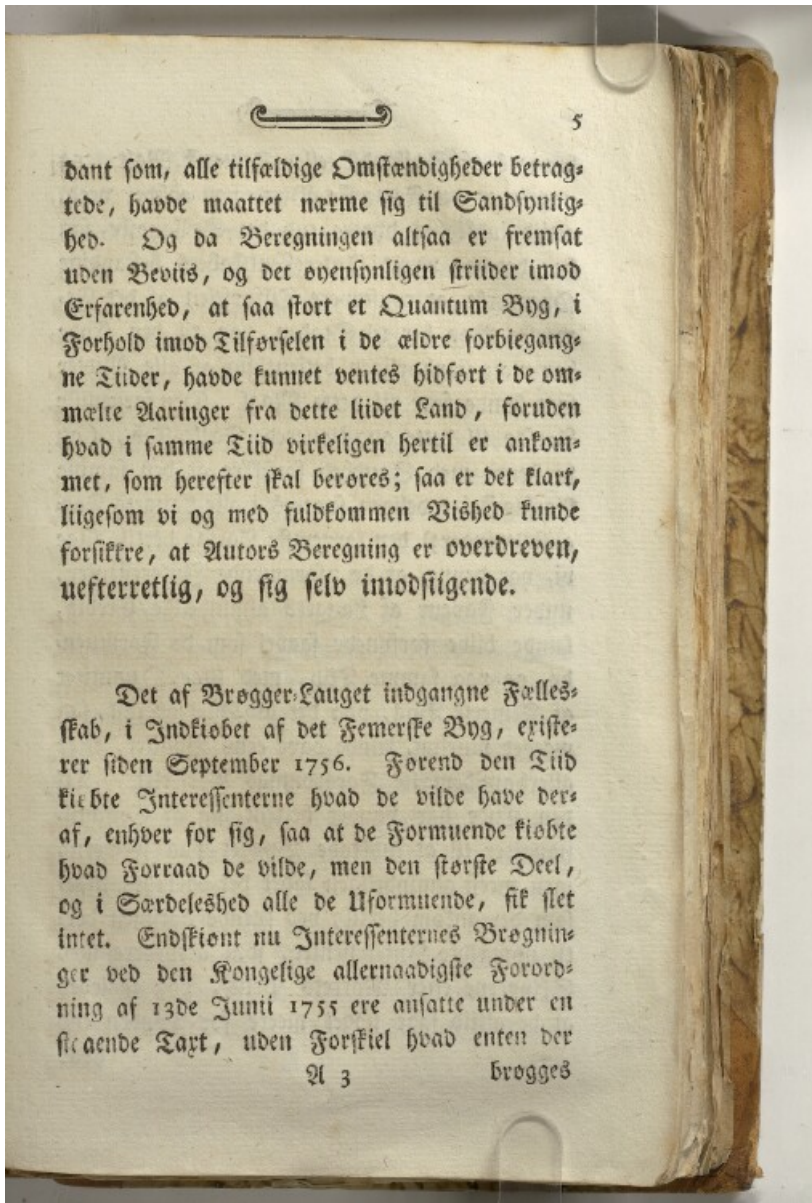 5
dant som, alle tilfældige Omstændigheder betrag-
tede, havde maattet nærme sig til Sandsynlig-
hed. Og da Beregningen altsaa er fremsat
uden Beviis, og det øyensynligen striider imod
Erfarenhed, at saa stort et Quantum Byg, i
Forhold imod Tilførselen i de ældre forbiegang-
ne Tiider, havde kunnet ventes hidført i de om-
mælte Aaringer fra dette liidet Land, foruden
hvad i samme Tiid virkeligen hertil er ankom-
met, som herefter skal berøres; saa er det klart,
liigesom vi og med fuldkommen Vished kunde
forsikkre, at Autors Beregning er overdreven,
uefterretlig, og sig selv imodsiigende.
Det af Brøgger-Lauget indgangne Fælles-
skab, i Indkiøbet af det Femerske Byg, existe-
rer siden September 1756. Førend den Tiid
kiøbte Interessenterne hvad de vilde have der-
af, enhver for sig, saa at de Formuende kiøbte
hvad Forraad de vilde, men den største Deel,
og i Særdeleshed alle de Uformuende, fik slet
intet. Endskiønt nu Interessenternes Brøgnin-
ger ved den Kongelige allernaadigste Forord-
ning af 13de Junii 1755 ere ansatte under en
staaende Taxt, uden Forskiel hvad enten der
A 3 brøgges